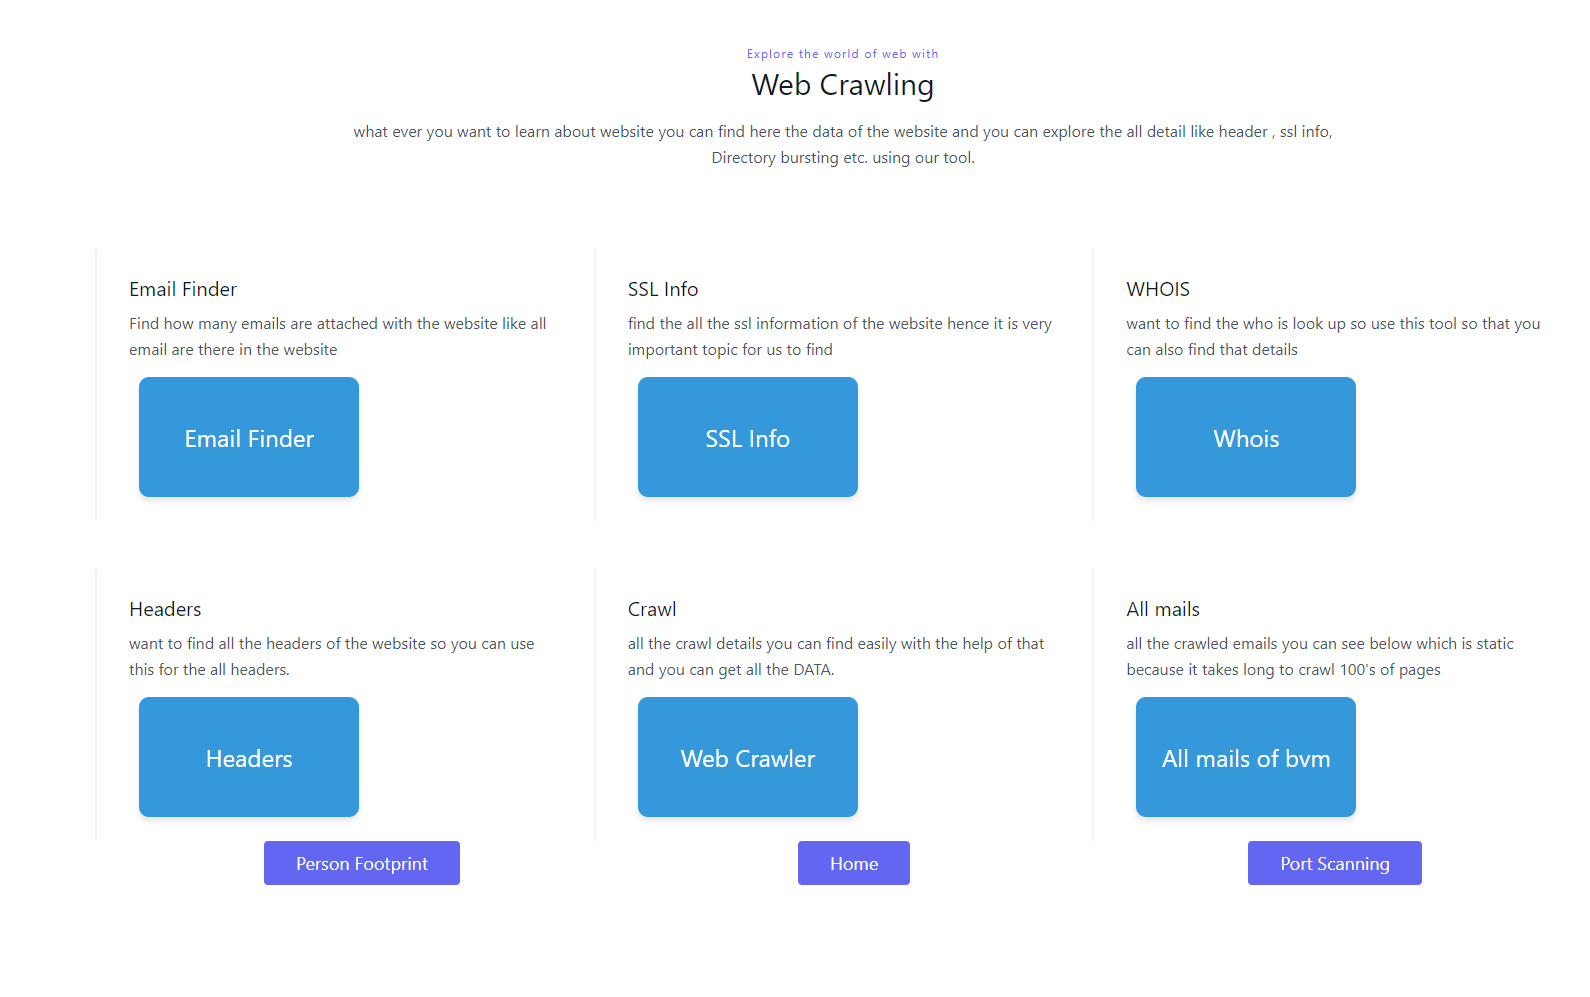 Explore the world of web with
Web Crawling
what ever you want to learn about website you can find here the data of the website and you can explore the all detail like header , ssl info,
Directory bursting etc. using our tool.
Email Finder
Find how many emails are attached with the website like all
email are there in the website
Email Finder
SSL Info
find the all the ssl information of the website hence it is very
important topic for us to find
SSL Info
WHOIS
want to find the who is look up so use this tool so that you
can also find that details
Whois
Headers
want to find all the headers of the website so you can use
this for the all headers.
Headers
Crawl
all the crawl details you can find easily with the help of that
and you can get all the DATA.
Web Crawler
All mails
all the crawled emails you can see below which is static
because it takes long to crawl 100's of pages
All mails of bvm
Person Footprint
Home
Port Scanning